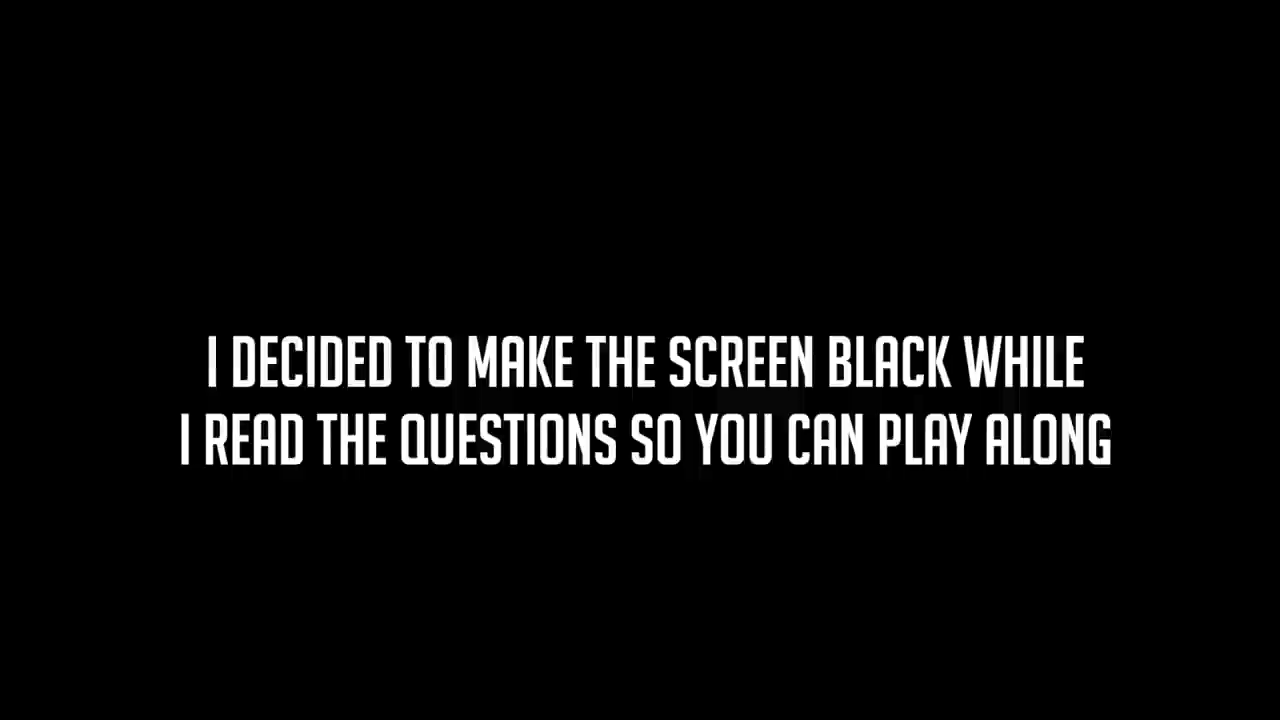 I DECIDED TO MAKE THE SCREEN BLACK WHILE
I READ THE QUESTIONS SO YOU CAN PLAY ALONG